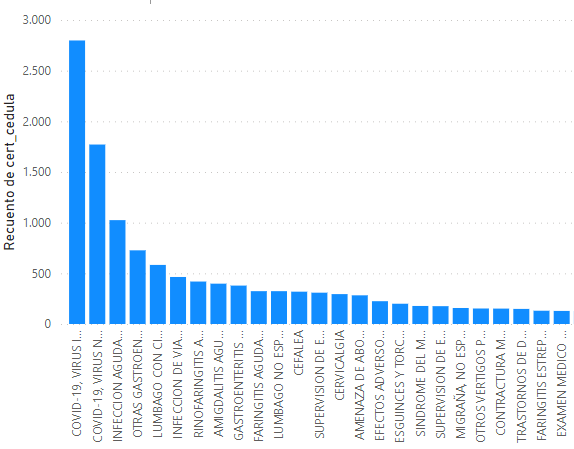 3.000
2.500
2.000
1.500
1.000
500
0
Recuento de cert_cedula
COVID-19, VIRUS I...
COVID-19, VIRUS N...
INFECCION AGUDA...
OTRAS GASTROEN...
LUMBAGO CON CI...
INFECCION DE VIA...
RINOFARINGITIS A...
AMIGDALITIS AGU...
GASTROENTERITIS ...
FARINGITIS AGUDA...
LUMBAGO NO ESP...
CEFALEA
SUPERVISION DE E...
CERVICALGIA
AMENAZA DE ABO...
EFECTOS ADVERSO...
ESGUINCES Y TORC...
SINDROME DEL M...
SUPERVISION DE E...
MIGRAÑA, NO ESP...
OTROS VERTIGOS P...
CONTRACTURA M...
TRASTORNOS DE D...
FARINGITIS ESTREP...
EXAMEN MEDICO ...